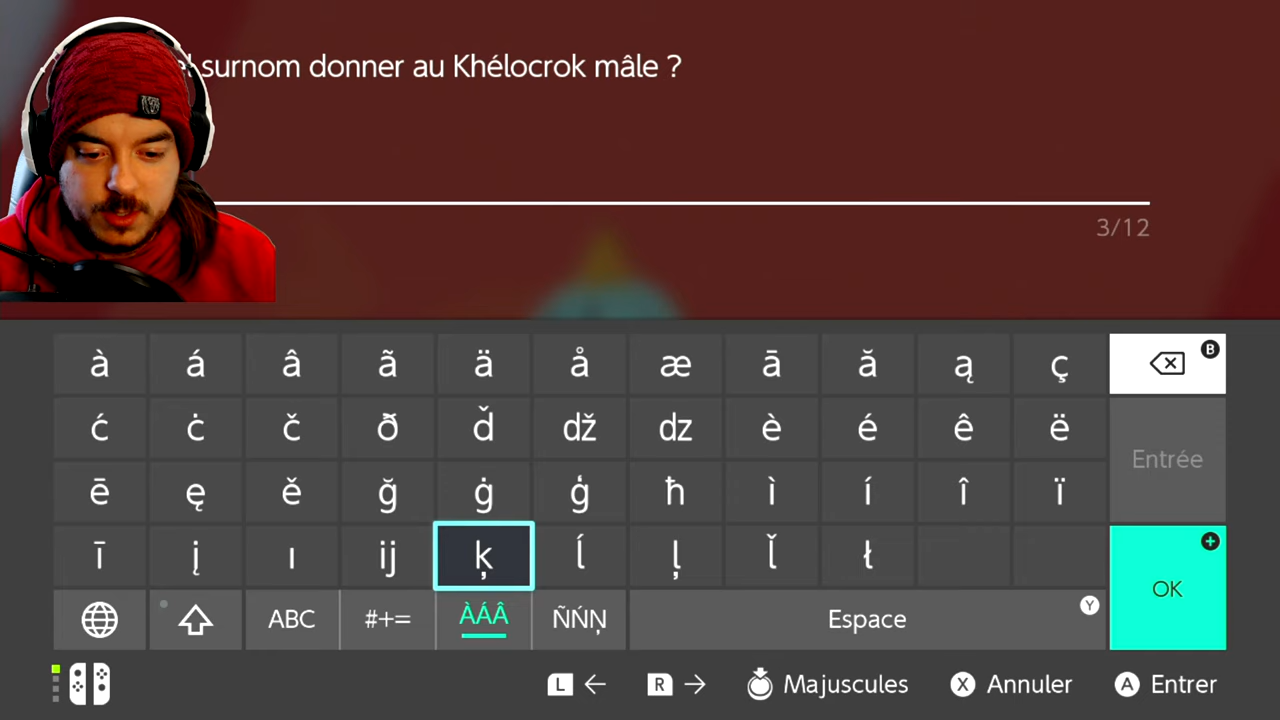 surnom donner au Khélocrok mâle ?
3/12
à á â ã ä å æ ā ă ą ç B
ć ċ č ð ď dž dz è é ê ë Entrée
ē ę ě ğ ġ ģ ħ ì í î ï
ī į ı ij ķ ĺ ļ ľ ł + OK
ABC #+= ÀÁÂ ÑŃŅ Espace Y
L ← R → Majuscules X Annuler A Entrer